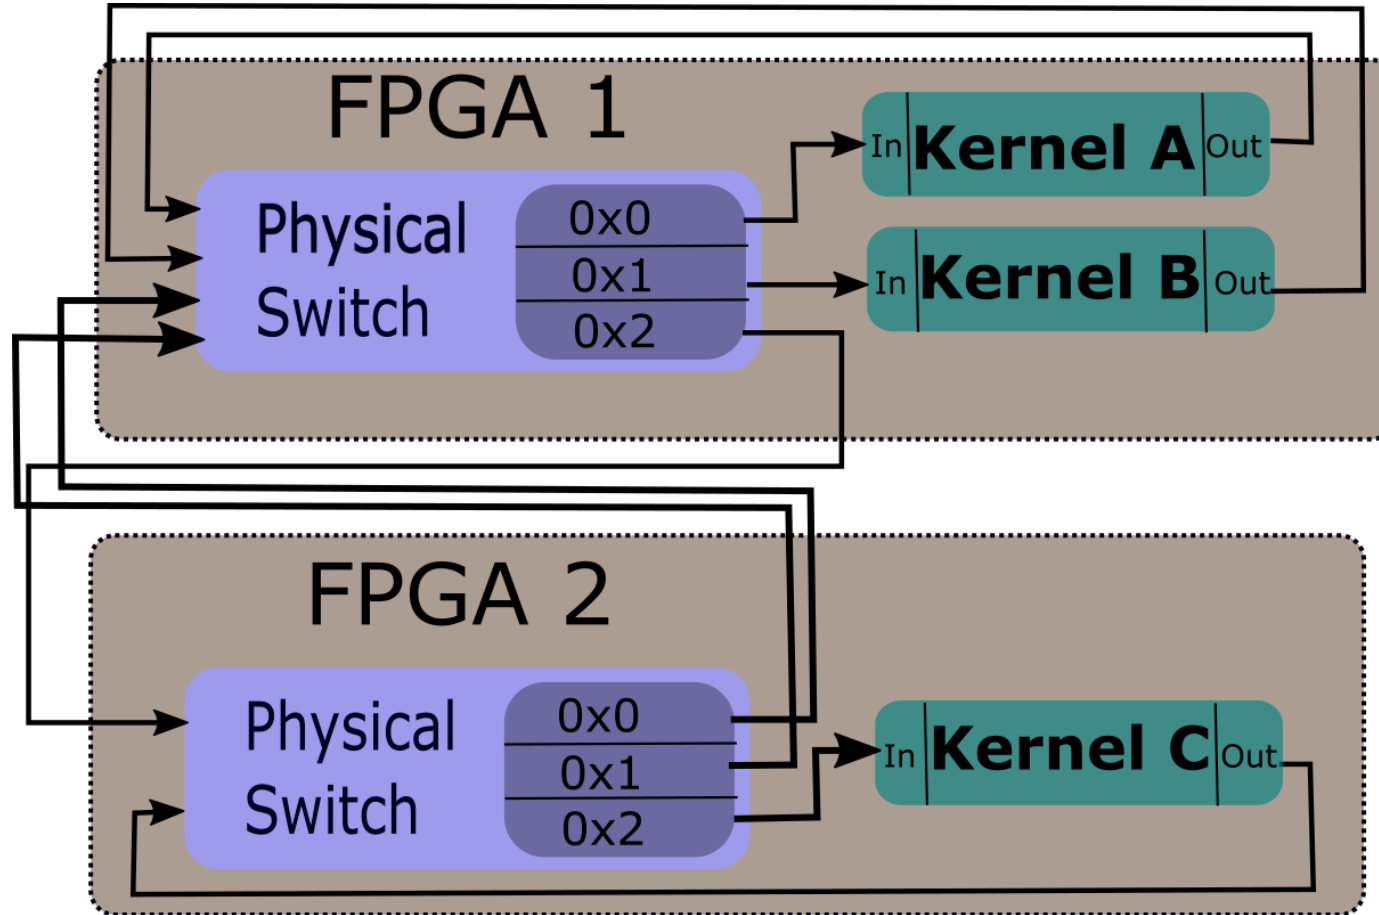 FPGA 1
Physical
Switch
0x0
0x1
0x2
In Kernel A Out
In Kernel B Out
FPGA 2
Physical
Switch
0x0
0x1
0x2
In Kernel C Out